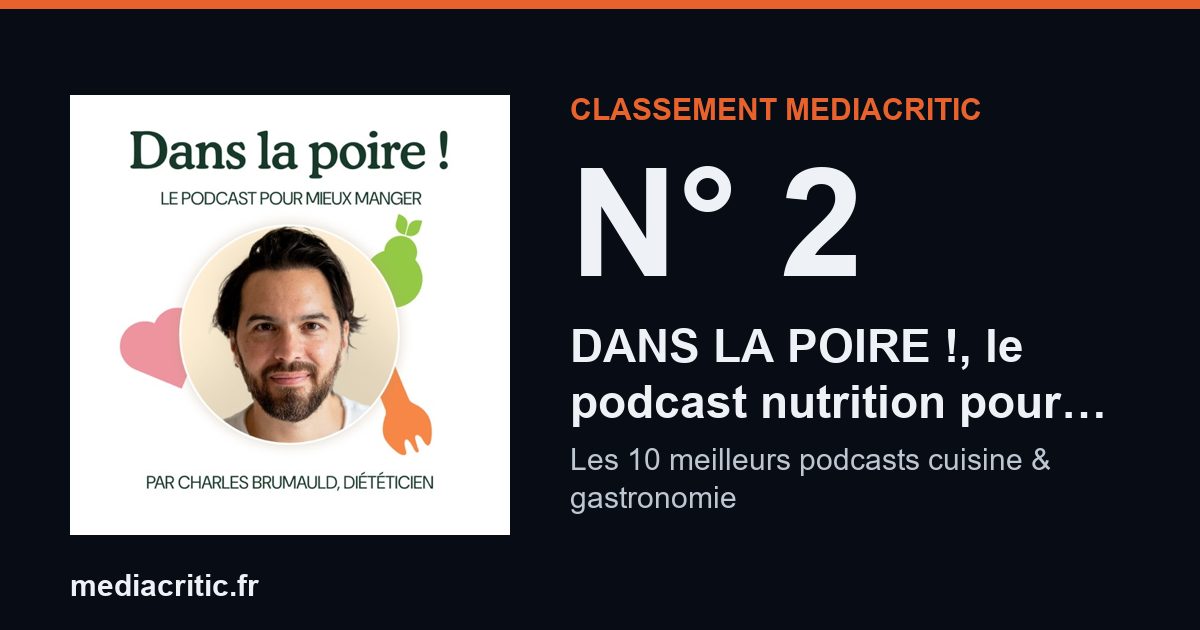 Dans la poire !
LE PODCAST POUR MIEUX MANGER
PAR CHARLES BRUMAULD, DIÉTÉTICIEN
CLASSEMENT MEDIACRITIC
N° 2
DANS LA POIRE !, le
podcast nutrition pour…
Les 10 meilleurs podcasts cuisine &
gastronomie
mediacritic.fr